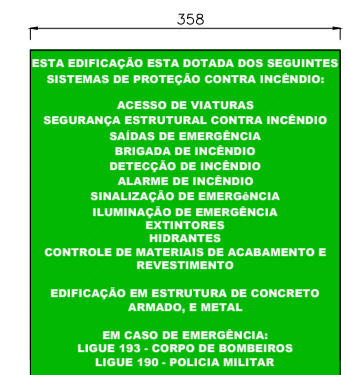 358
ESTA EDIFICAÇÃO ESTA DOTADA DOS SEGUINTES
SISTEMAS DE PROTEÇÃO CONTRA INCÊNDIO:
ACESSO DE VIATURAS
SEGURANÇA ESTRUTURAL CONTRA INCÊNDIO
SAÍDAS DE EMERGÊNCIA
BRIGADA DE INCÊNDIO
DETECÇÃO DE INCÊNDIO
ALARME DE INCÊNDIO
SINALIZAÇÃO DE EMERGêNCIA
ILUMINAÇÃO DE EMERGÊNCIA
EXTINTORES
HIDRANTES
CONTROLE DE MATERIAIS DE ACABAMENTO E
REVESTIMENTO
EDIFICAÇÃO EM ESTRUTURA DE CONCRETO
ARMADO, E METAL
EM CASO DE EMERGÊNCIA:
LIGUE 193 - CORPO DE BOMBEIROS
LIGUE 190 - POLICIA MILITAR